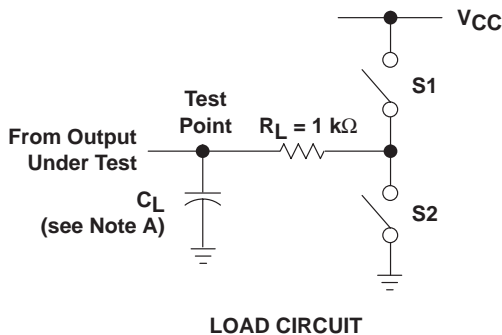 VCC
S1
Test
Point
RL = 1 kΩ
From Output
Under Test
CL
(see Note A)
S2
LOAD CIRCUIT